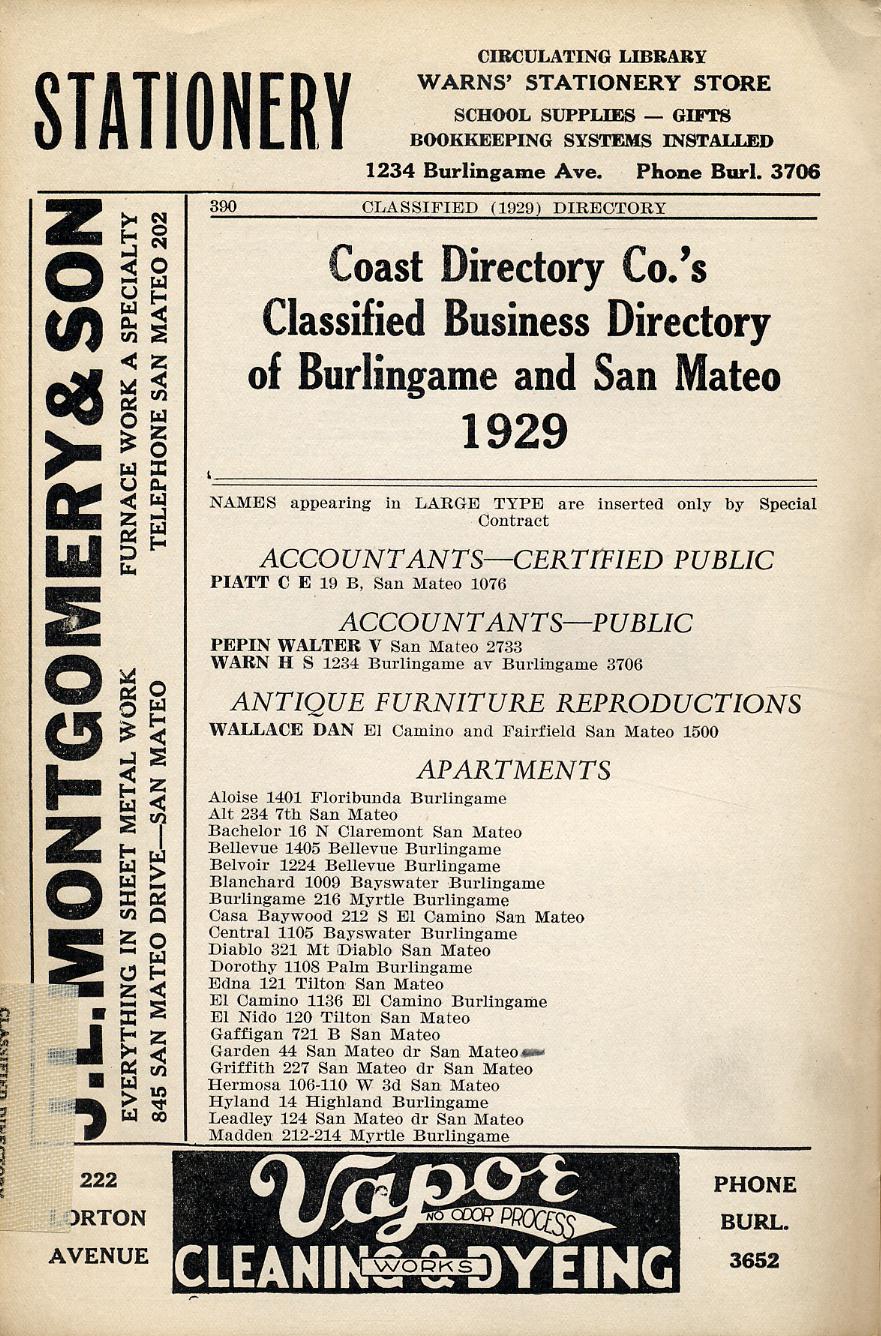 STATIONERY
CIRCULATING LIBRARY
WARNS' STATIONERY STORE
SCHOOL SUPPLIES — GIFTS
BOOKKEEPING SYSTEMS INSTALLED
1234 Burlingame Ave. Phone Burl. 3706
J.L. MONTGOMERY & SON
EVERYTHING IN SHEET METAL WORK FURNACE WORK A SPECIALTY
845 SAN MATEO DRIVE—SAN MATEO TELEPHONE SAN MATEO 202
390 CLASSIFIED (1929) DIRECTORY
Coast Directory Co.'s
Classified Business Directory
of Burlingame and San Mateo
1929
NAMES appearing in LARGE TYPE are inserted only by Special
Contract
ACCOUNTANTS—CERTIFIED PUBLIC
PIATT C E 19 B, San Mateo 1076
ACCOUNTANTS—PUBLIC
PEPIN WALTER V San Mateo 2733
WARN H S 1234 Burlingame av Burlingame 3706
ANTIQUE FURNITURE REPRODUCTIONS
WALLACE DAN El Camino and Fairfield San Mateo 1500
APARTMENTS
Aloise 1401 Floribunda Burlingame
Alt 234 7th San Mateo
Bachelor 16 N Claremont San Mateo
Bellevue 1405 Bellevue Burlingame
Belvoir 1224 Bellevue Burlingame
Blanchard 1009 Bayswater Burlingame
Burlingame 216 Myrtle Burlingame
Casa Baywood 212 S El Camino San Mateo
Central 1105 Bayswater Burlingame
Diablo 321 Mt Diablo San Mateo
Dorothy 1108 Palm Burlingame
Edna 121 Tilton San Mateo
El Camino 1136 El Camino Burlingame
El Nido 120 Tilton San Mateo
Gaffigan 721 B San Mateo
Garden 44 San Mateo dr San Mateo
Griffith 227 San Mateo dr San Mateo
Hermosa 106-110 W 3d San Mateo
Hyland 14 Highland Burlingame
Leadley 124 San Mateo dr San Mateo
Madden 212-214 Myrtle Burlingame
CLASSIFIED DIRECTORY
222
LORTON
AVENUE
Vapor
NO ODOR PROCESS
CLEANING & DYEING
WORKS
PHONE
BURL.
3652